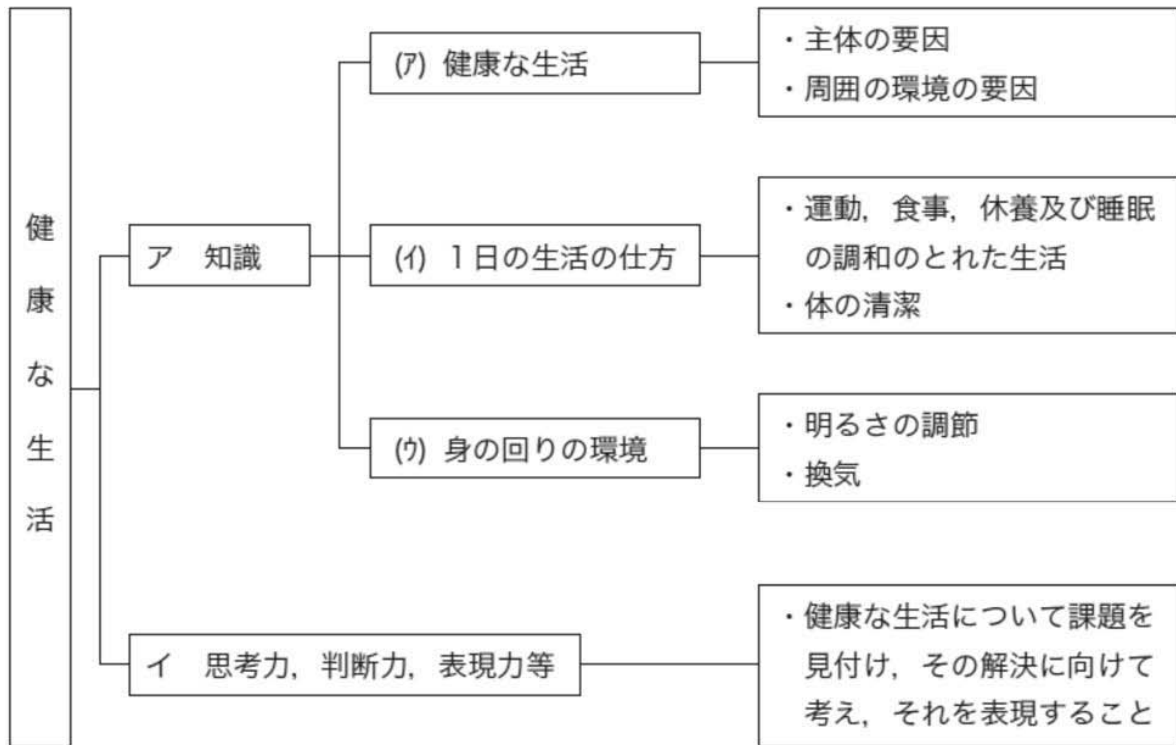 健康な生活
ア　知識
(ｱ) 健康な生活
・主体の要因
・周囲の環境の要因
(ｲ) １日の生活の仕方
・運動，食事，休養及び睡眠
の調和のとれた生活
・体の清潔
(ｳ) 身の回りの環境
・明るさの調節
・換気
イ　思考力，判断力，表現力等
・健康な生活について課題を
見付け，その解決に向けて
考え，それを表現すること